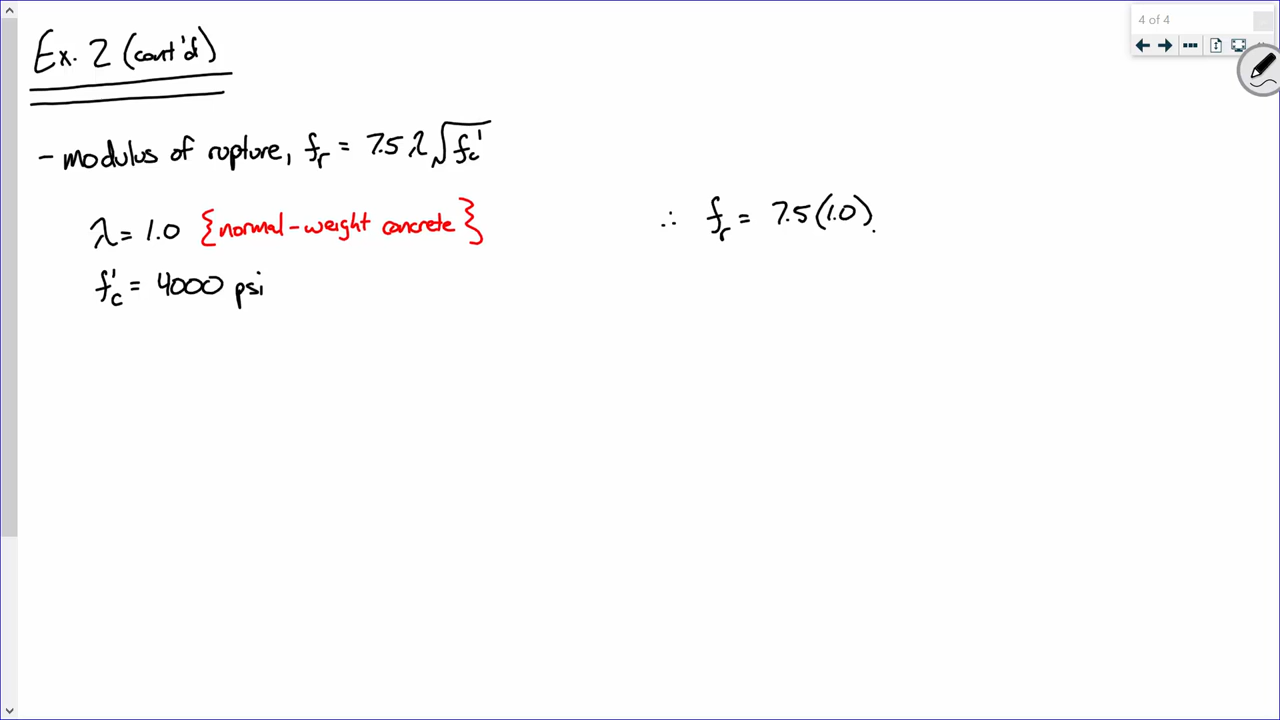 4 of 4
Ex. 2 (cont'd)
- modulus of rupture, fr = 7.5 λ √fc'
λ = 1.0 {normal-weight concrete}
∴ fr = 7.5(1.0)
f'c = 4000 psi